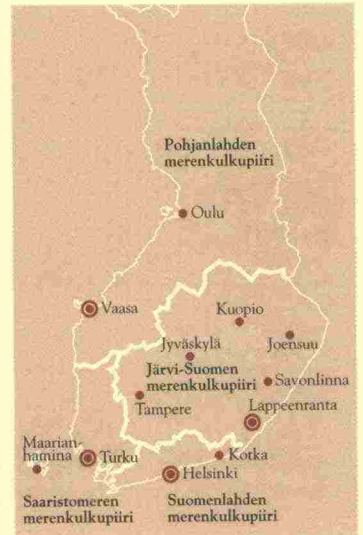 Pohjanlahden
merenkulkupiiri
Oulu
Vaasa
Kuopio
Jyväskylä
Joensuu
Järvi-Suomen
merenkulkupiiri
Savonlinna
Tampere
Lappeenranta
Maarian-
hamina
Turku
Kotka
Helsinki
Saaristomeren
merenkulkupiiri
Suomenlahden
merenkulkupiiri